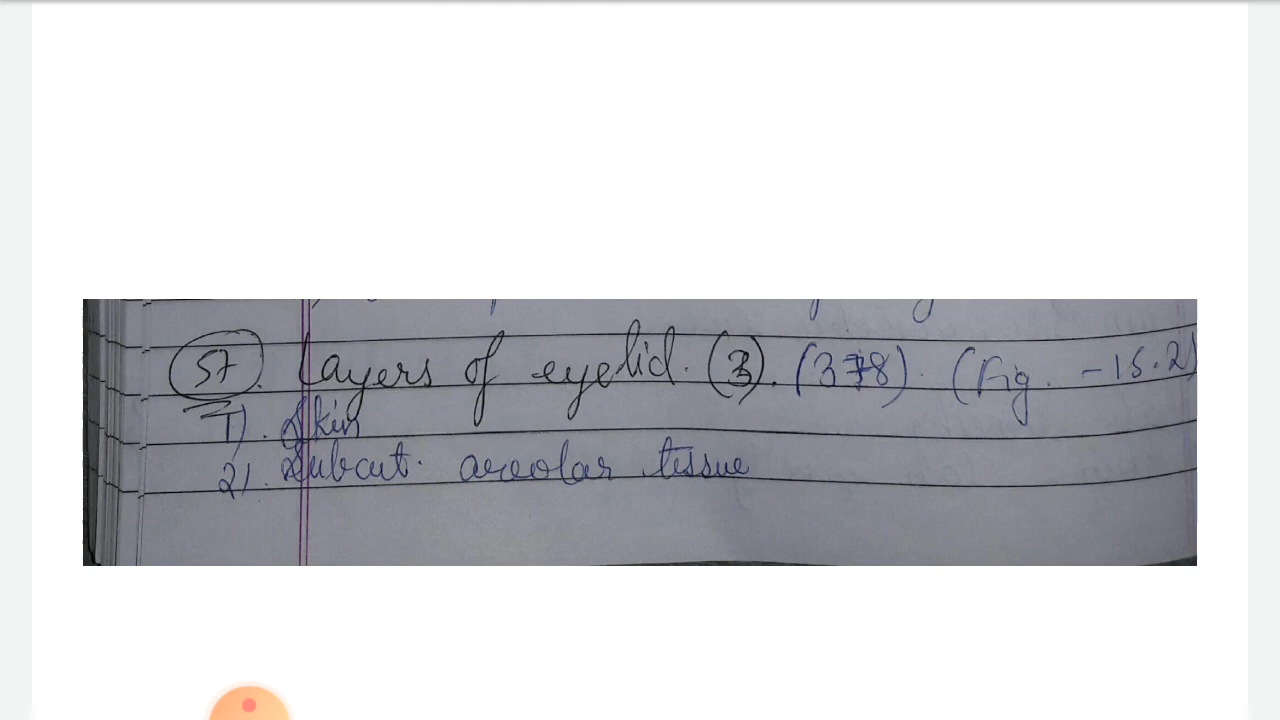 57. Layers of eyelid. (3). (378). (Fig. -15.2)
1). Skin
2). Subcut. areolar tissue